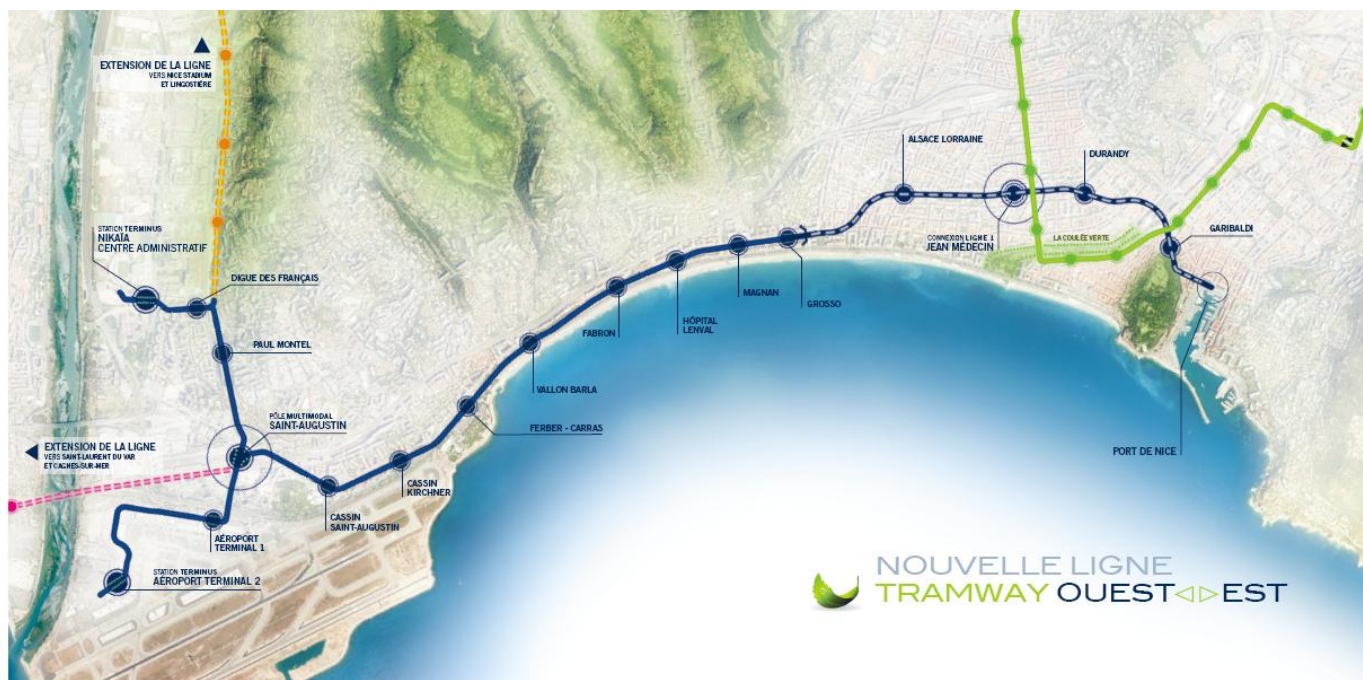 EXTENSION DE LA LIGNE
VERS NICE STADIUM
ET LINGOSTIÈRE
ALSACE LORRAINE
DURANDY
STATION TERMINUS
NIKAÏA
CENTRE ADMINISTRATIF
CONNEXION LIGNE 1
JEAN MÉDECIN
LA COULÉE VERTE
GARIBALDI
DIGUE DES FRANÇAIS
MAGNAN
GROSSO
HÔPITAL
LENVAL
FABRON
PAUL MONTEL
VALLON BARLA
PÔLE MULTIMODAL
SAINT-AUGUSTIN
FERBER - CARRAS
EXTENSION DE LA LIGNE
VERS SAINT-LAURENT DU VAR
ET CAGNES-SUR-MER
PORT DE NICE
CASSIN
KIRCHNER
CASSIN
SAINT-AUGUSTIN
AÉROPORT
TERMINAL 1
STATION TERMINUS
AÉROPORT TERMINAL 2
NOUVELLE LIGNE
TRAMWAY OUEST EST